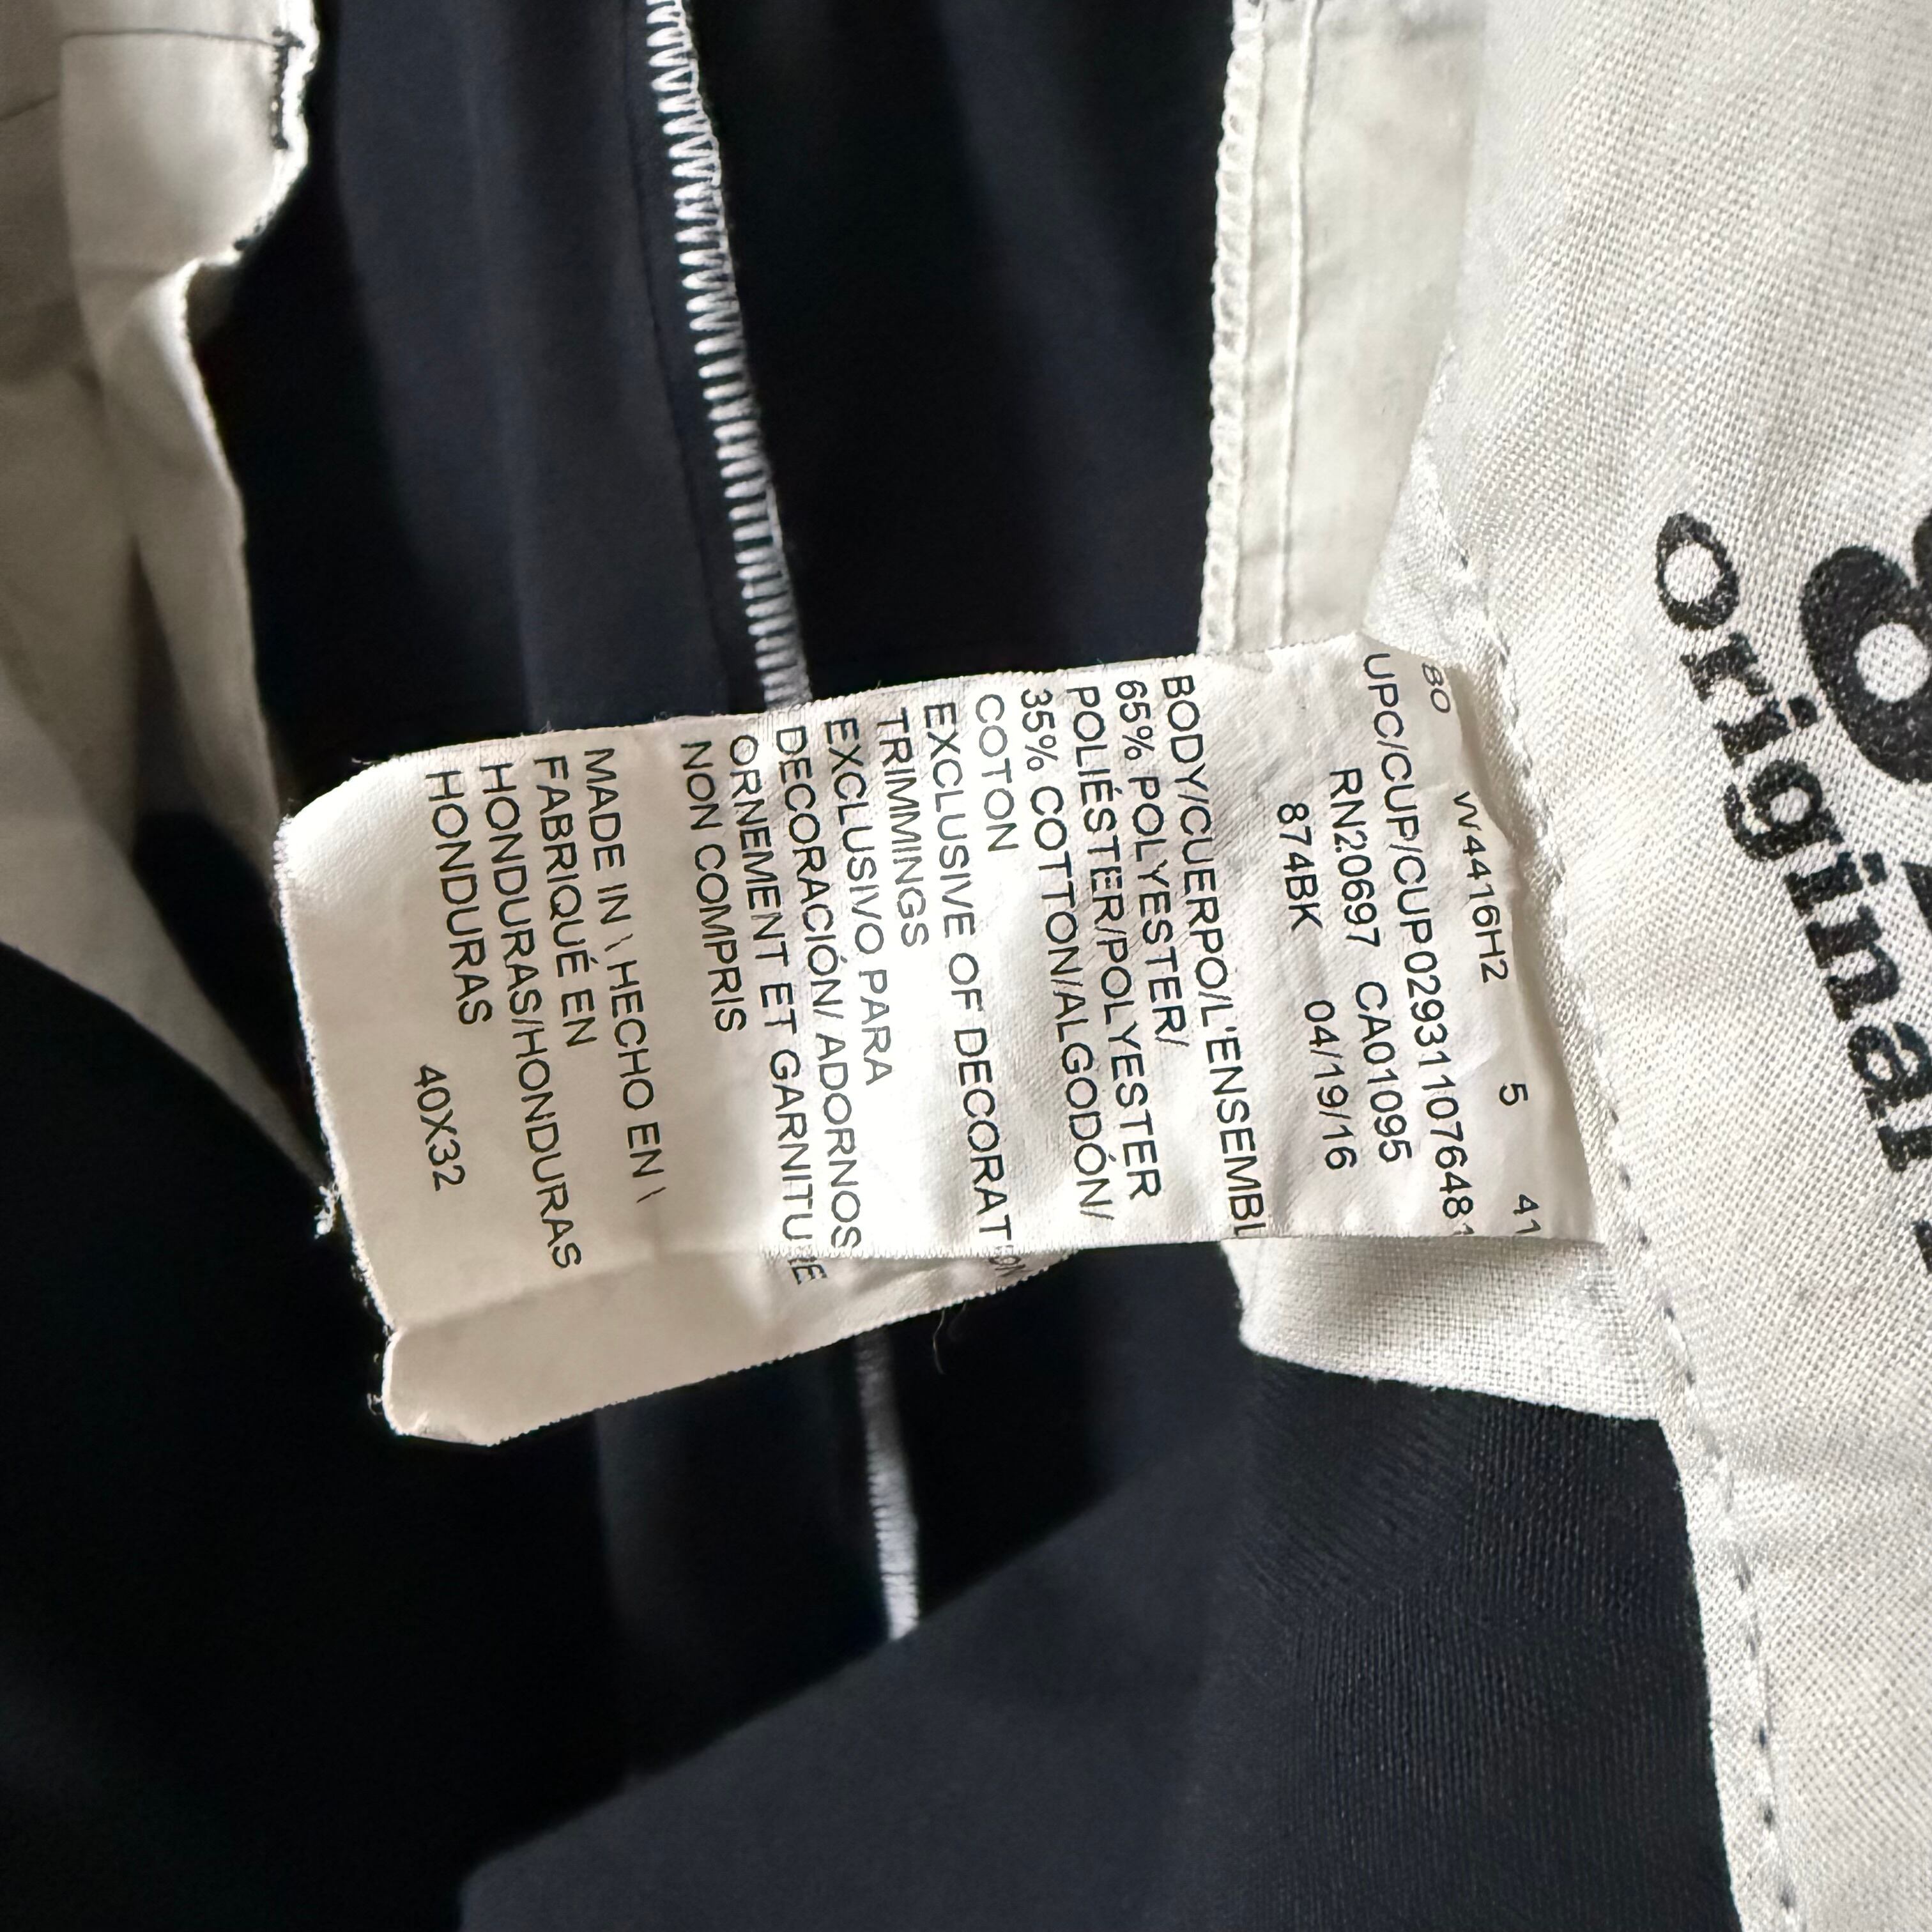 80 W4416H2 5 41
UPC/CUP/CUP 029311076481
RN20697 CA01095
874BK 04/19/16
BODY/CUERPO/L'ENSEMBL
65% POLYESTER/
POLIÉSTER/POLYESTER
35% COTTON/ALGODÓN/
COTON
EXCLUSIVE OF DECORATION
TRIMMINGS
EXCLUSIVO PARA
DECORACIÓN/ ADORNOS
ORNEMENT ET GARNITURE
NON COMPRIS
MADE IN \ HECHO EN \
FABRIQUÉ EN
HONDURAS/HONDURAS
HONDURAS
40X32
original